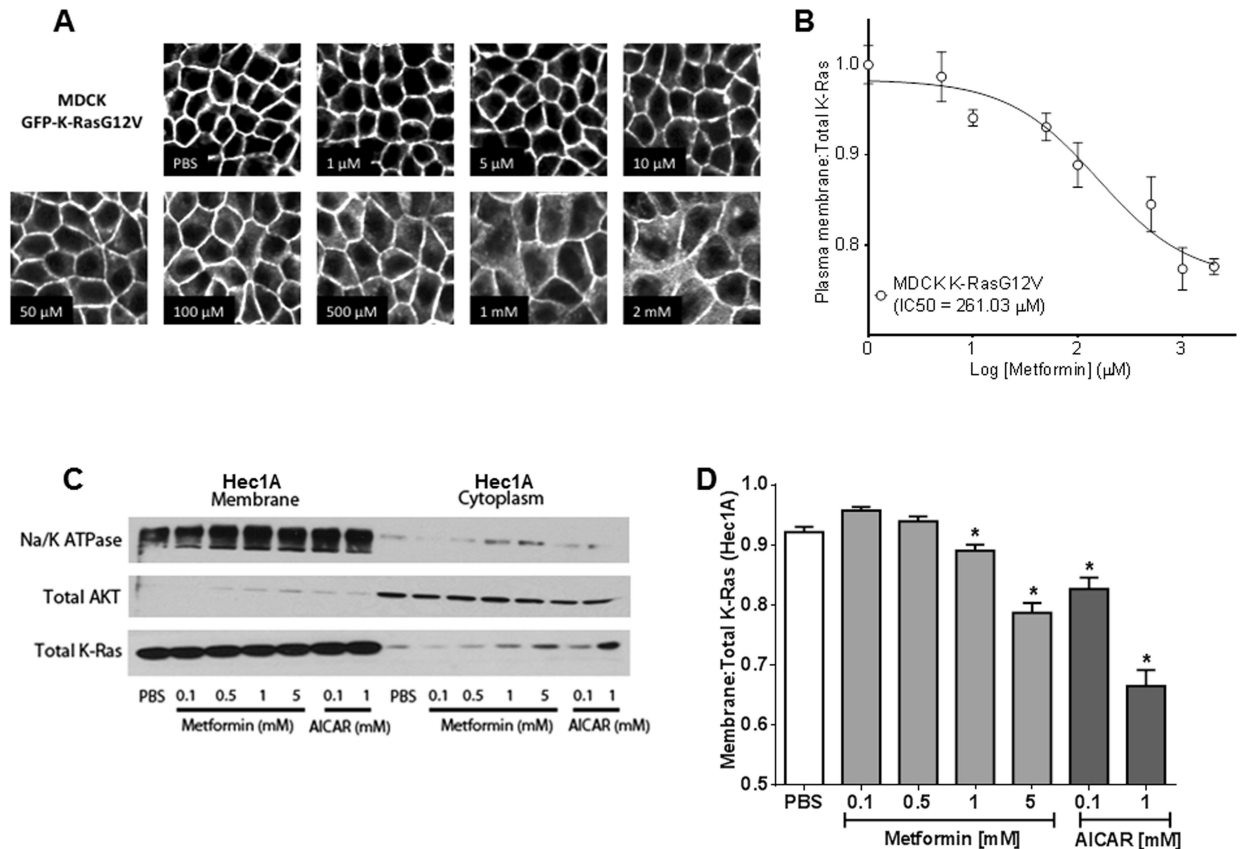 A
MDCK
GFP-K-RasG12V
PBS
1 µM
5 µM
10 µM
50 µM
100 µM
500 µM
1 mM
2 mM
B
Plasma membrane:Total K-Ras
1.0
0.9
0.8
MDCK K-RasG12V
(IC50 = 261.03 µM)
0 1 2 3
Log [Metformin] (µM)
C
Hec1A Hec1A
Membrane Cytoplasm
Na/K ATPase
Total AKT
Total K-Ras
PBS 0.1 0.5 1 5 0.1 1 PBS 0.1 0.5 1 5 0.1 1
Metformin (mM) AICAR (mM) Metformin (mM) AICAR (mM)
D
Membrane:Total K-Ras (Hec1A)
1.0
0.9
0.8
0.7
0.6
0.5
* * * *
PBS 0.1 0.5 1 5 0.1 1
Metformin [mM] AICAR [mM]